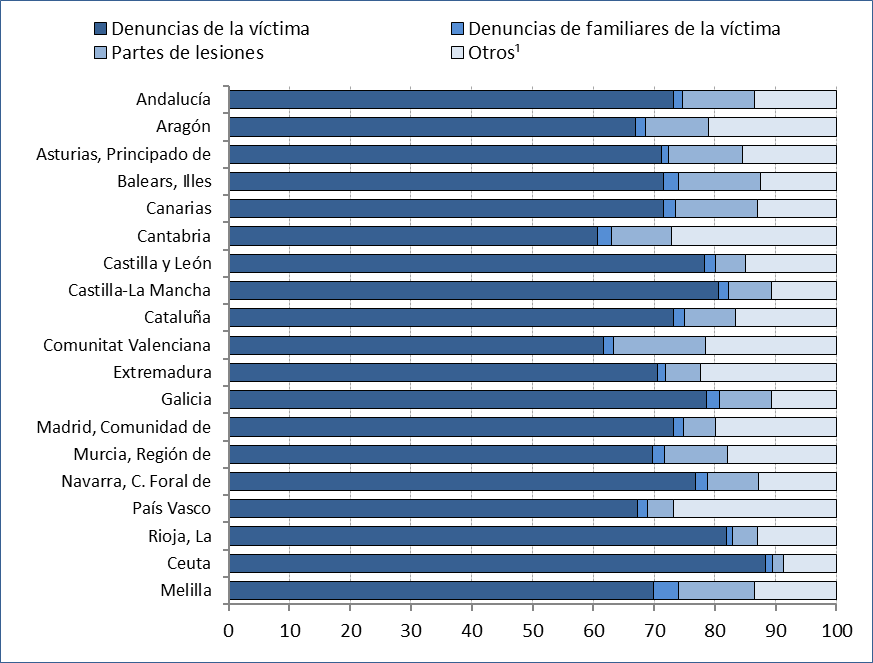 Denuncias de la víctima
Denuncias de familiares de la víctima
Partes de lesiones
Otros¹
Andalucía
Aragón
Asturias, Principado de
Balears, Illes
Canarias
Cantabria
Castilla y León
Castilla-La Mancha
Cataluña
Comunitat Valenciana
Extremadura
Galicia
Madrid, Comunidad de
Murcia, Región de
Navarra, C. Foral de
País Vasco
Rioja, La
Ceuta
Melilla
0 10 20 30 40 50 60 70 80 90 100